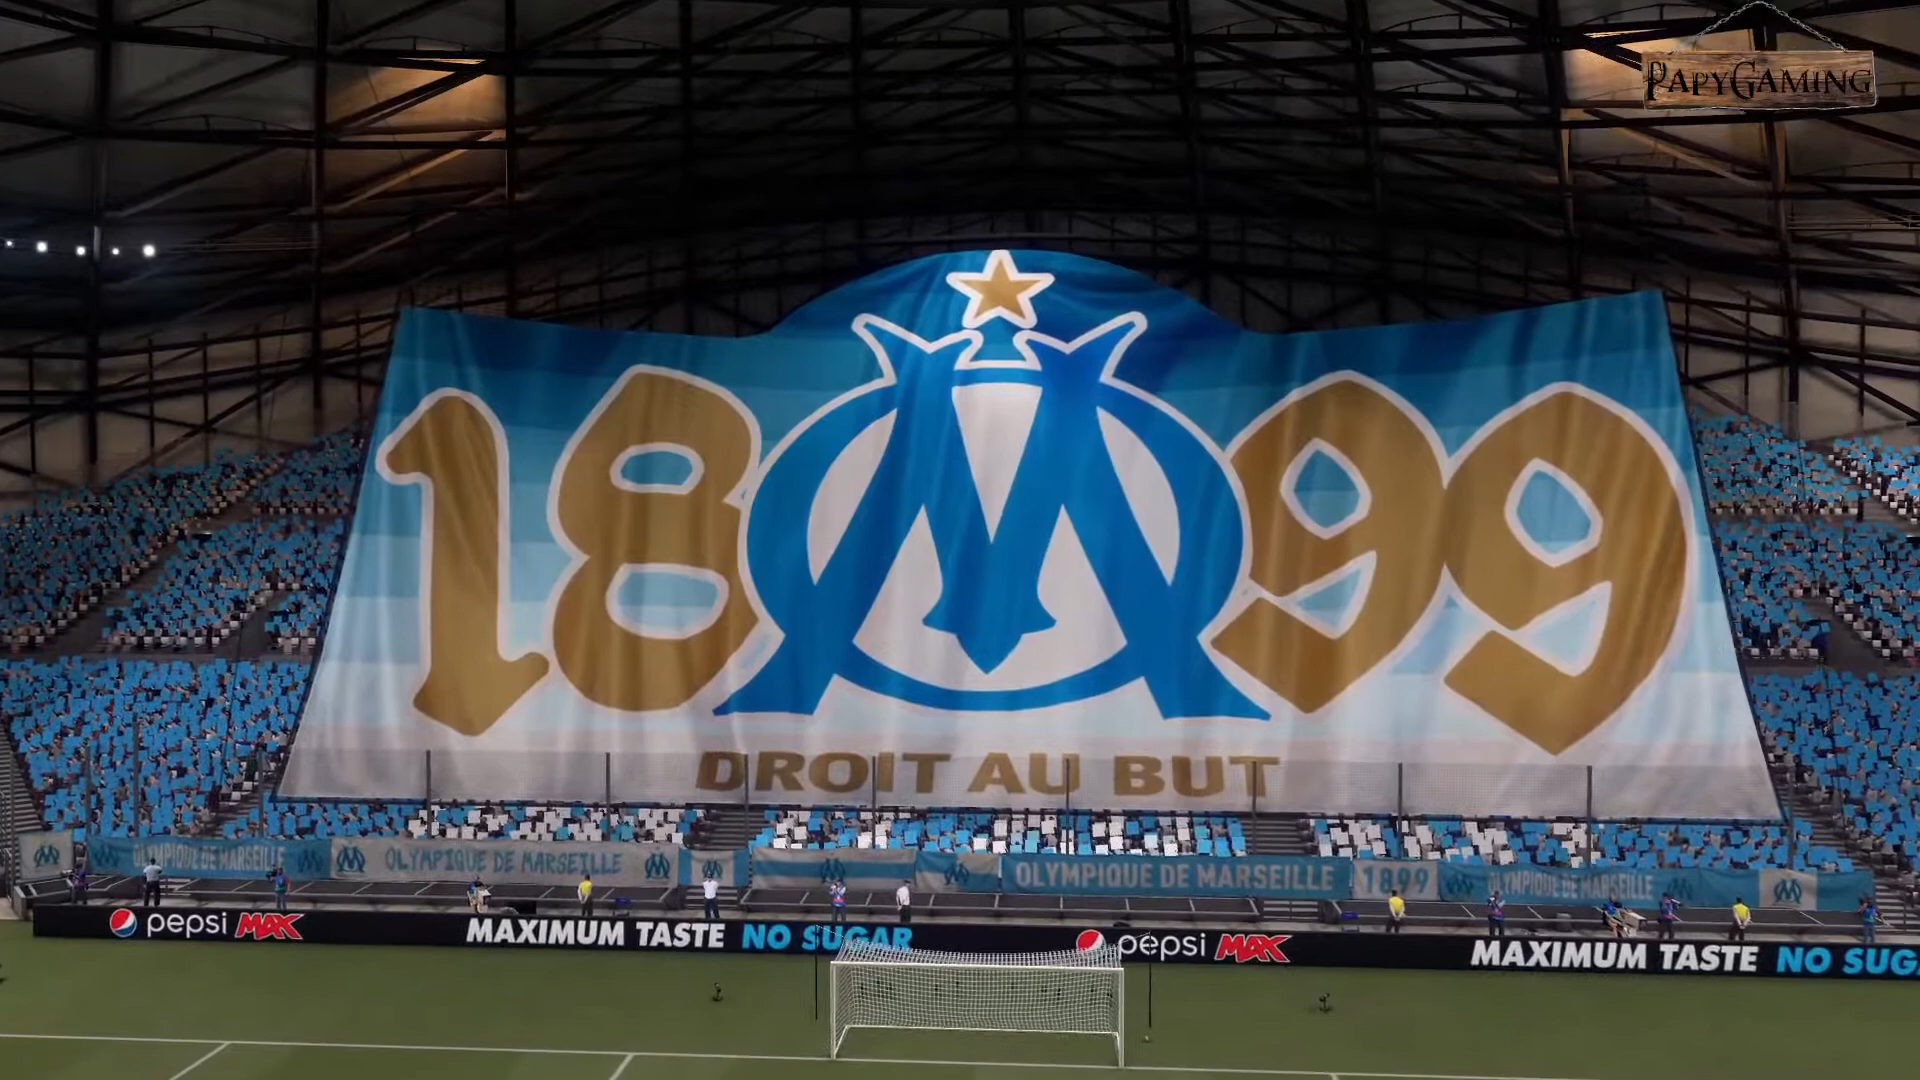 PAPYGAMING
1899
DROIT AU BUT
OLYMPIQUE DE MARSEILLE
OLYMPIQUE DE MARSEILLE
OLYMPIQUE DE MARSEILLE
1899
OLYMPIQUE DE MARSEILLE
pepsi MAX
MAXIMUM TASTE NO SUGAR
pepsi MAX
MAXIMUM TASTE NO SUGA